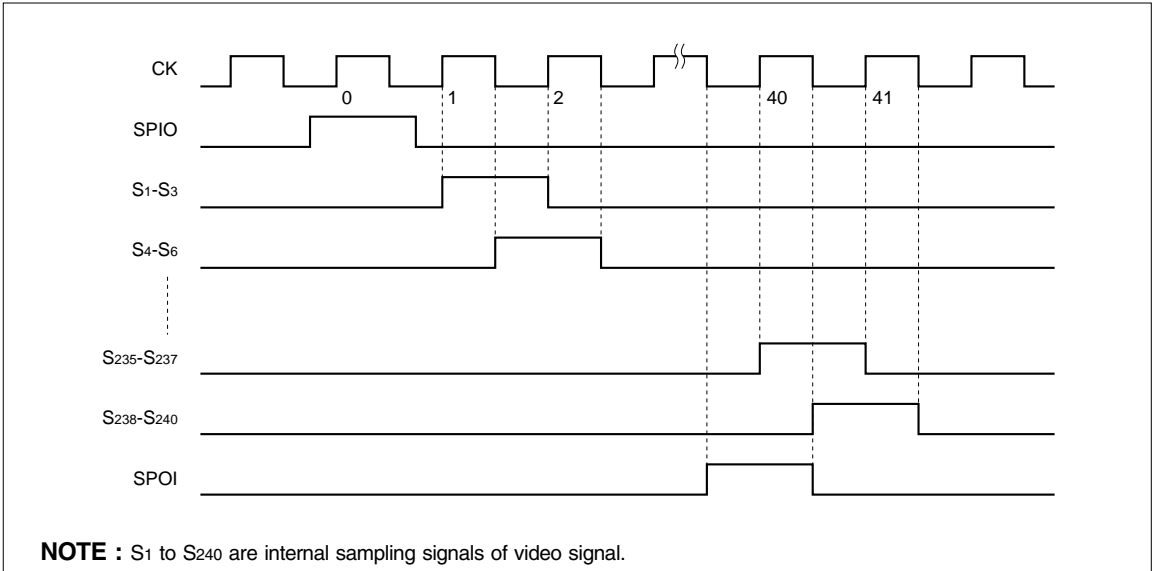 CK
0 1 2 40 41
SPIO
S1-S3
S4-S6
S235-S237
S238-S240
SPOI
NOTE : S1 to S240 are internal sampling signals of video signal.